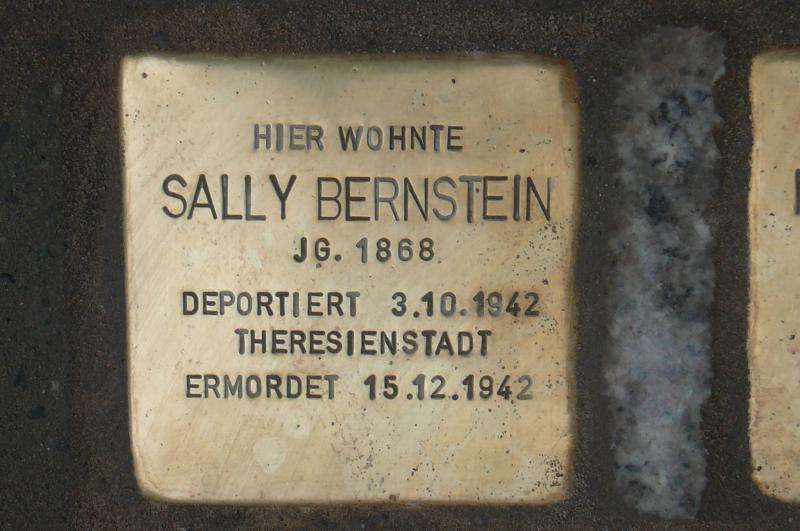 HIER WOHNTE
SALLY BERNSTEIN
JG. 1868
DEPORTIERT 3.10.1942
THERESIENSTADT
ERMORDET 15.12.1942